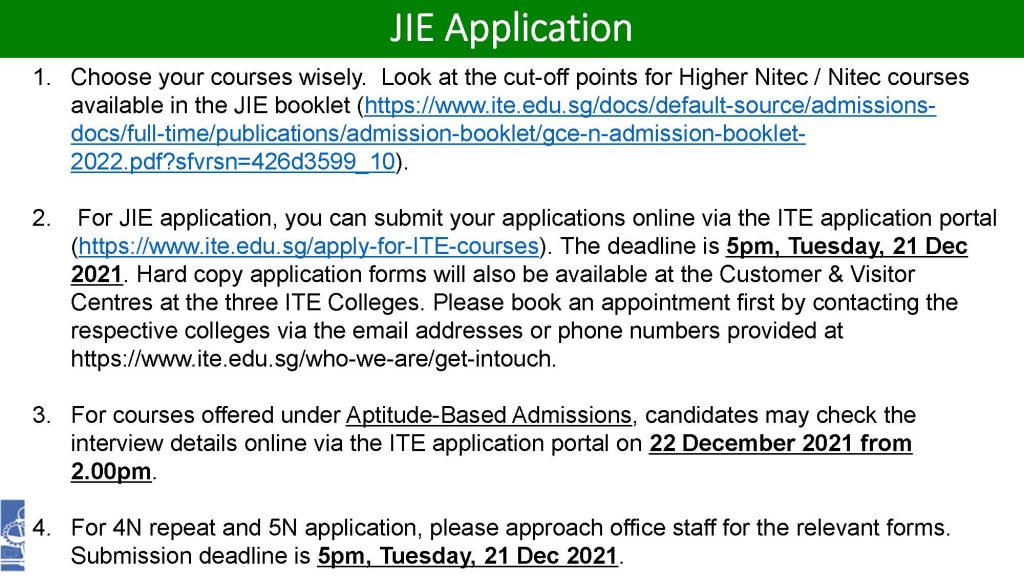 JIE Application
1. Choose your courses wisely.  Look at the cut-off points for Higher Nitec / Nitec courses
available in the JIE booklet (https://www.ite.edu.sg/docs/default-source/admissions-
docs/full-time/publications/admission-booklet/gce-n-admission-booklet-
2022.pdf?sfvrsn=426d3599_10).
2. For JIE application, you can submit your applications online via the ITE application portal
(https://www.ite.edu.sg/apply-for-ITE-courses). The deadline is 5pm, Tuesday, 21 Dec
2021. Hard copy application forms will also be available at the Customer & Visitor
Centres at the three ITE Colleges. Please book an appointment first by contacting the
respective colleges via the email addresses or phone numbers provided at
https://www.ite.edu.sg/who-we-are/get-intouch.
3. For courses offered under Aptitude-Based Admissions, candidates may check the
interview details online via the ITE application portal on 22 December 2021 from
2.00pm.
4. For 4N repeat and 5N application, please approach office staff for the relevant forms.
Submission deadline is 5pm, Tuesday, 21 Dec 2021.